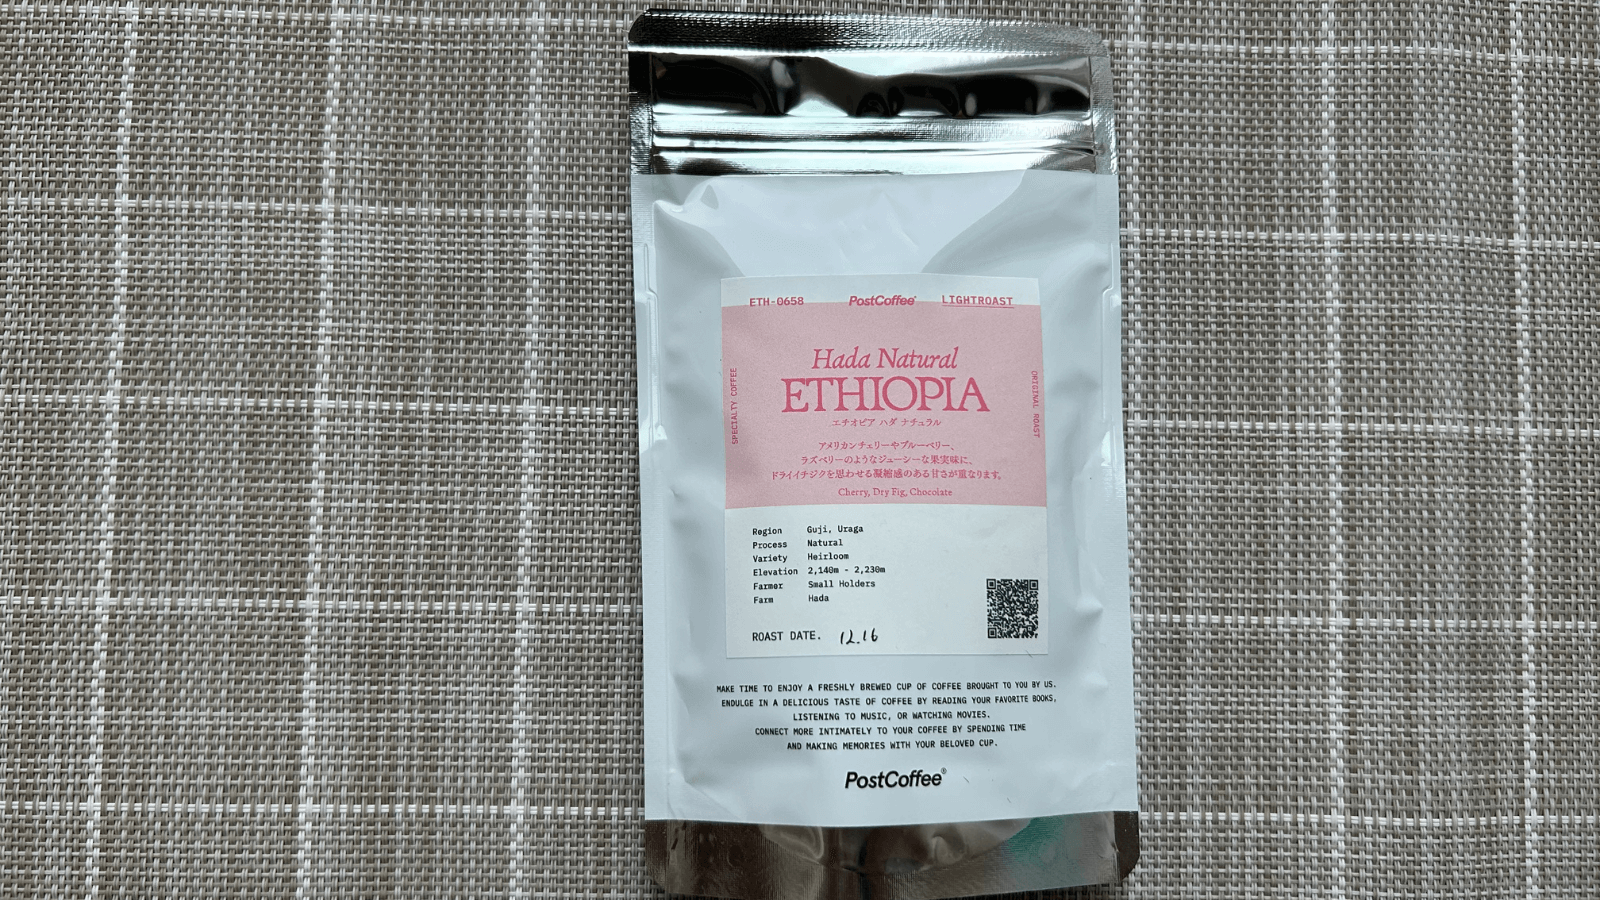 ETH-0658 PostCoffee® LIGHTROAST
SPECIALTY COFFEE
ORIGINAL ROAST
Hada Natural
ETHIOPIA
エチオピア ハダ ナチュラル
アメリカンチェリーやブルーベリー、
ラズベリーのようなジューシーな果実味に、
ドライイチジクを思わせる凝縮感のある甘さが重なります。
Cherry, Dry Fig, Chocolate
Region Guji, Uraga
Process Natural
Variety Heirloom
Elevation 2,140m - 2,230m
Farmer Small Holders
Farm Hada
ROAST DATE. 12.16
MAKE TIME TO ENJOY A FRESHLY BREWED CUP OF COFFEE BROUGHT TO YOU BY US.
ENDULGE IN A DELICIOUS TASTE OF COFFEE BY READING YOUR FAVORITE BOOKS,
LISTENING TO MUSIC, OR WATCHING MOVIES.
CONNECT MORE INTIMATELY TO YOUR COFFEE BY SPENDING TIME
AND MAKING MEMORIES WITH YOUR BELOVED CUP.
PostCoffee®